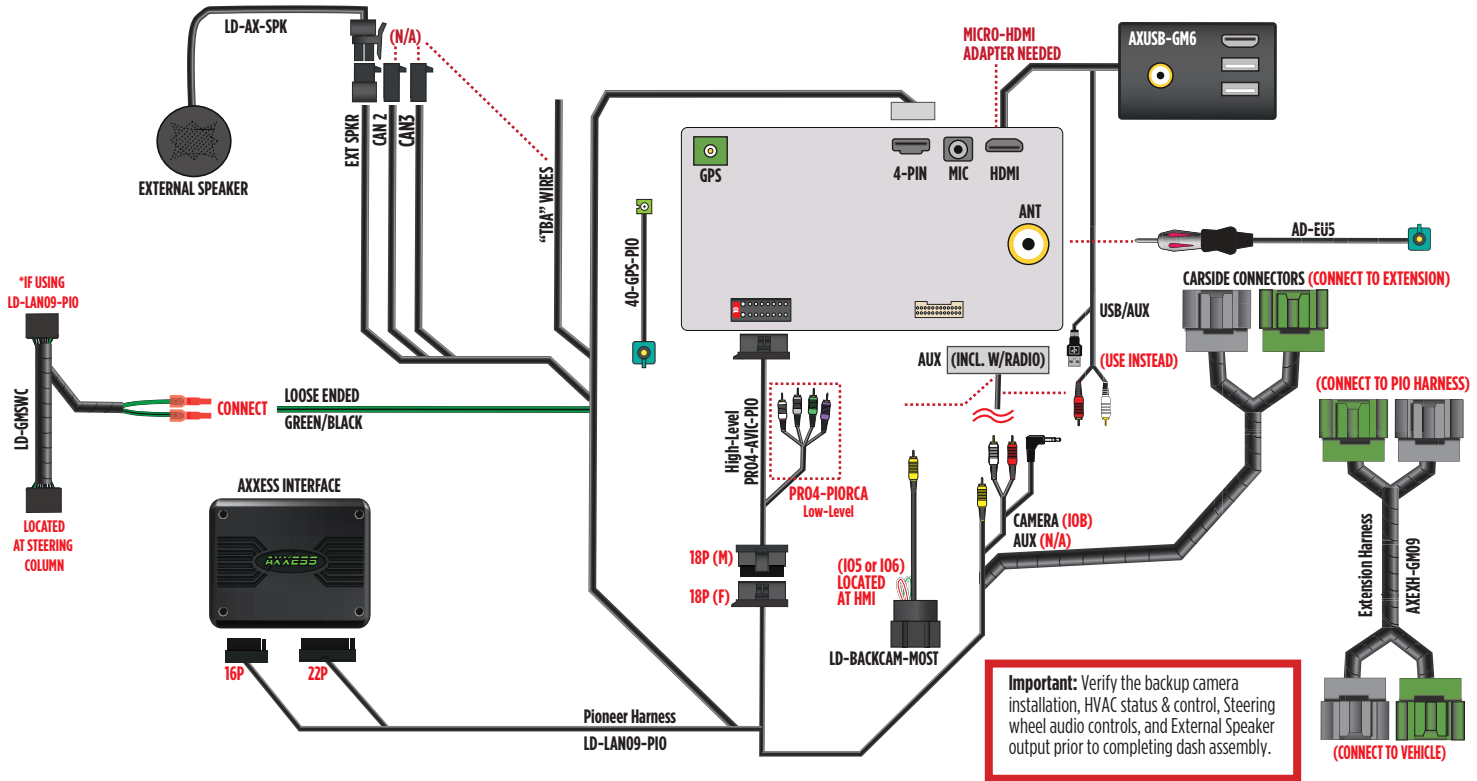 LD-AX-SPK
(N/A)
MICRO-HDMI
ADAPTER NEEDED
AXUSB-GM6
EXT SPKR
CAN 2
CAN3
"TBA" WIRES
EXTERNAL SPEAKER
GPS
4-PIN
MIC
HDMI
ANT
40-GPS-PIO
AD-EU5
*IF USING
LD-LAN09-PIO
CARSIDE CONNECTORS (CONNECT TO EXTENSION)
USB/AUX
AUX
(INCL. W/RADIO)
(USE INSTEAD)
(CONNECT TO PIO HARNESS)
LD-GMSWC
CONNECT
LOOSE ENDED
GREEN/BLACK
High-Level
PR04-AVIC-PIO
PR04-PIORCA
Low-Level
LOCATED
AT STEERING
COLUMN
AXXESS INTERFACE
AXXESS
18P (M)
18P (F)
CAMERA (IOB)
AUX (N/A)
(IO5 or IO6)
LOCATED
AT HMI
LD-BACKCAM-MOST
Extension Harness
AXEXH-GM09
16P
22P
Pioneer Harness
LD-LAN09-PIO
Important: Verify the backup camera
installation, HVAC status & control, Steering
wheel audio controls, and External Speaker
output prior to completing dash assembly.
(CONNECT TO VEHICLE)